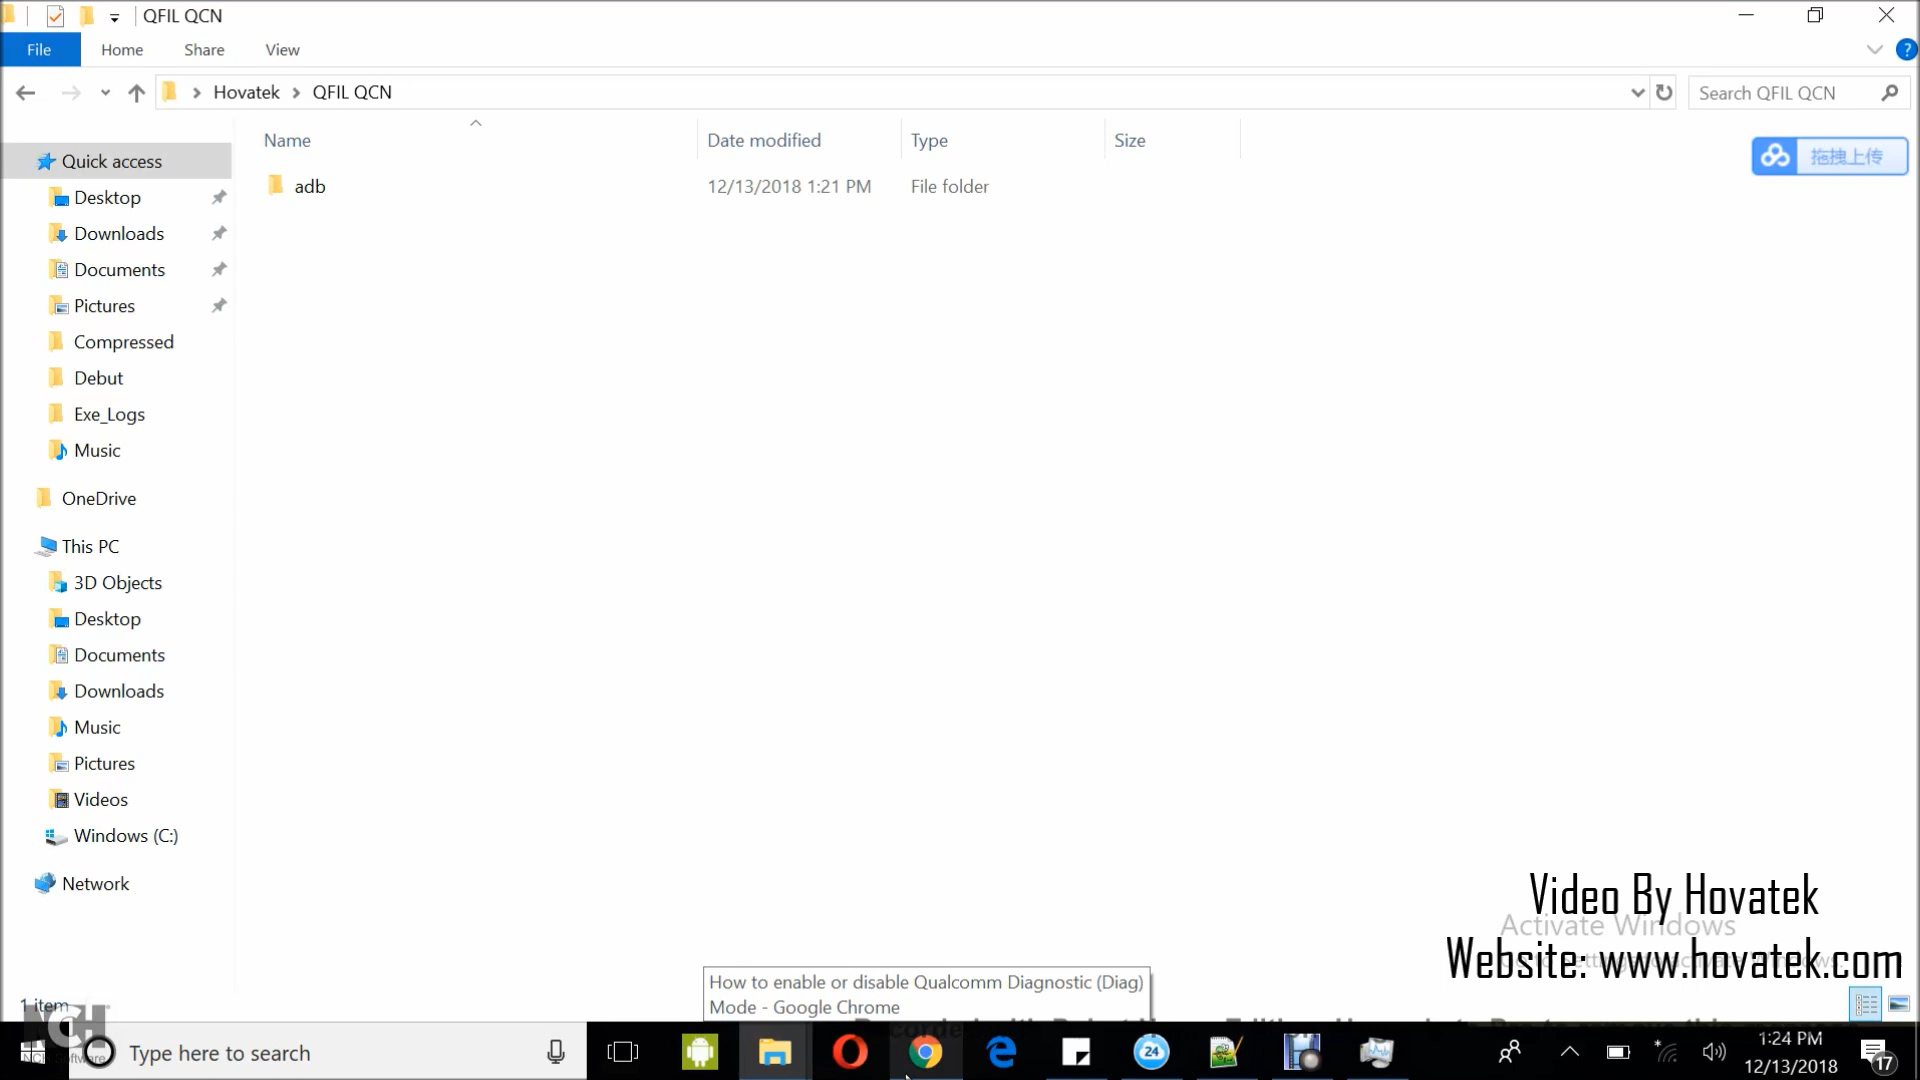 QFIL QCN
File
Home
Share
View
Hovatek
QFIL QCN
Search QFIL QCN
Name
Date modified
Type
Size
拖拽上传
adb
12/13/2018 1:21 PM
File folder
Quick access
Desktop
Downloads
Documents
Pictures
Compressed
Debut
Exe_Logs
Music
OneDrive
This PC
3D Objects
Desktop
Documents
Downloads
Music
Pictures
Videos
Windows (C:)
Network
Video By Hovatek
Activate Windows
Website: www.hovatek.com
How to enable or disable Qualcomm Diagnostic (Diag)
Mode - Google Chrome
1 item
NCH
Type here to search
24
1:24 PM
12/13/2018
17